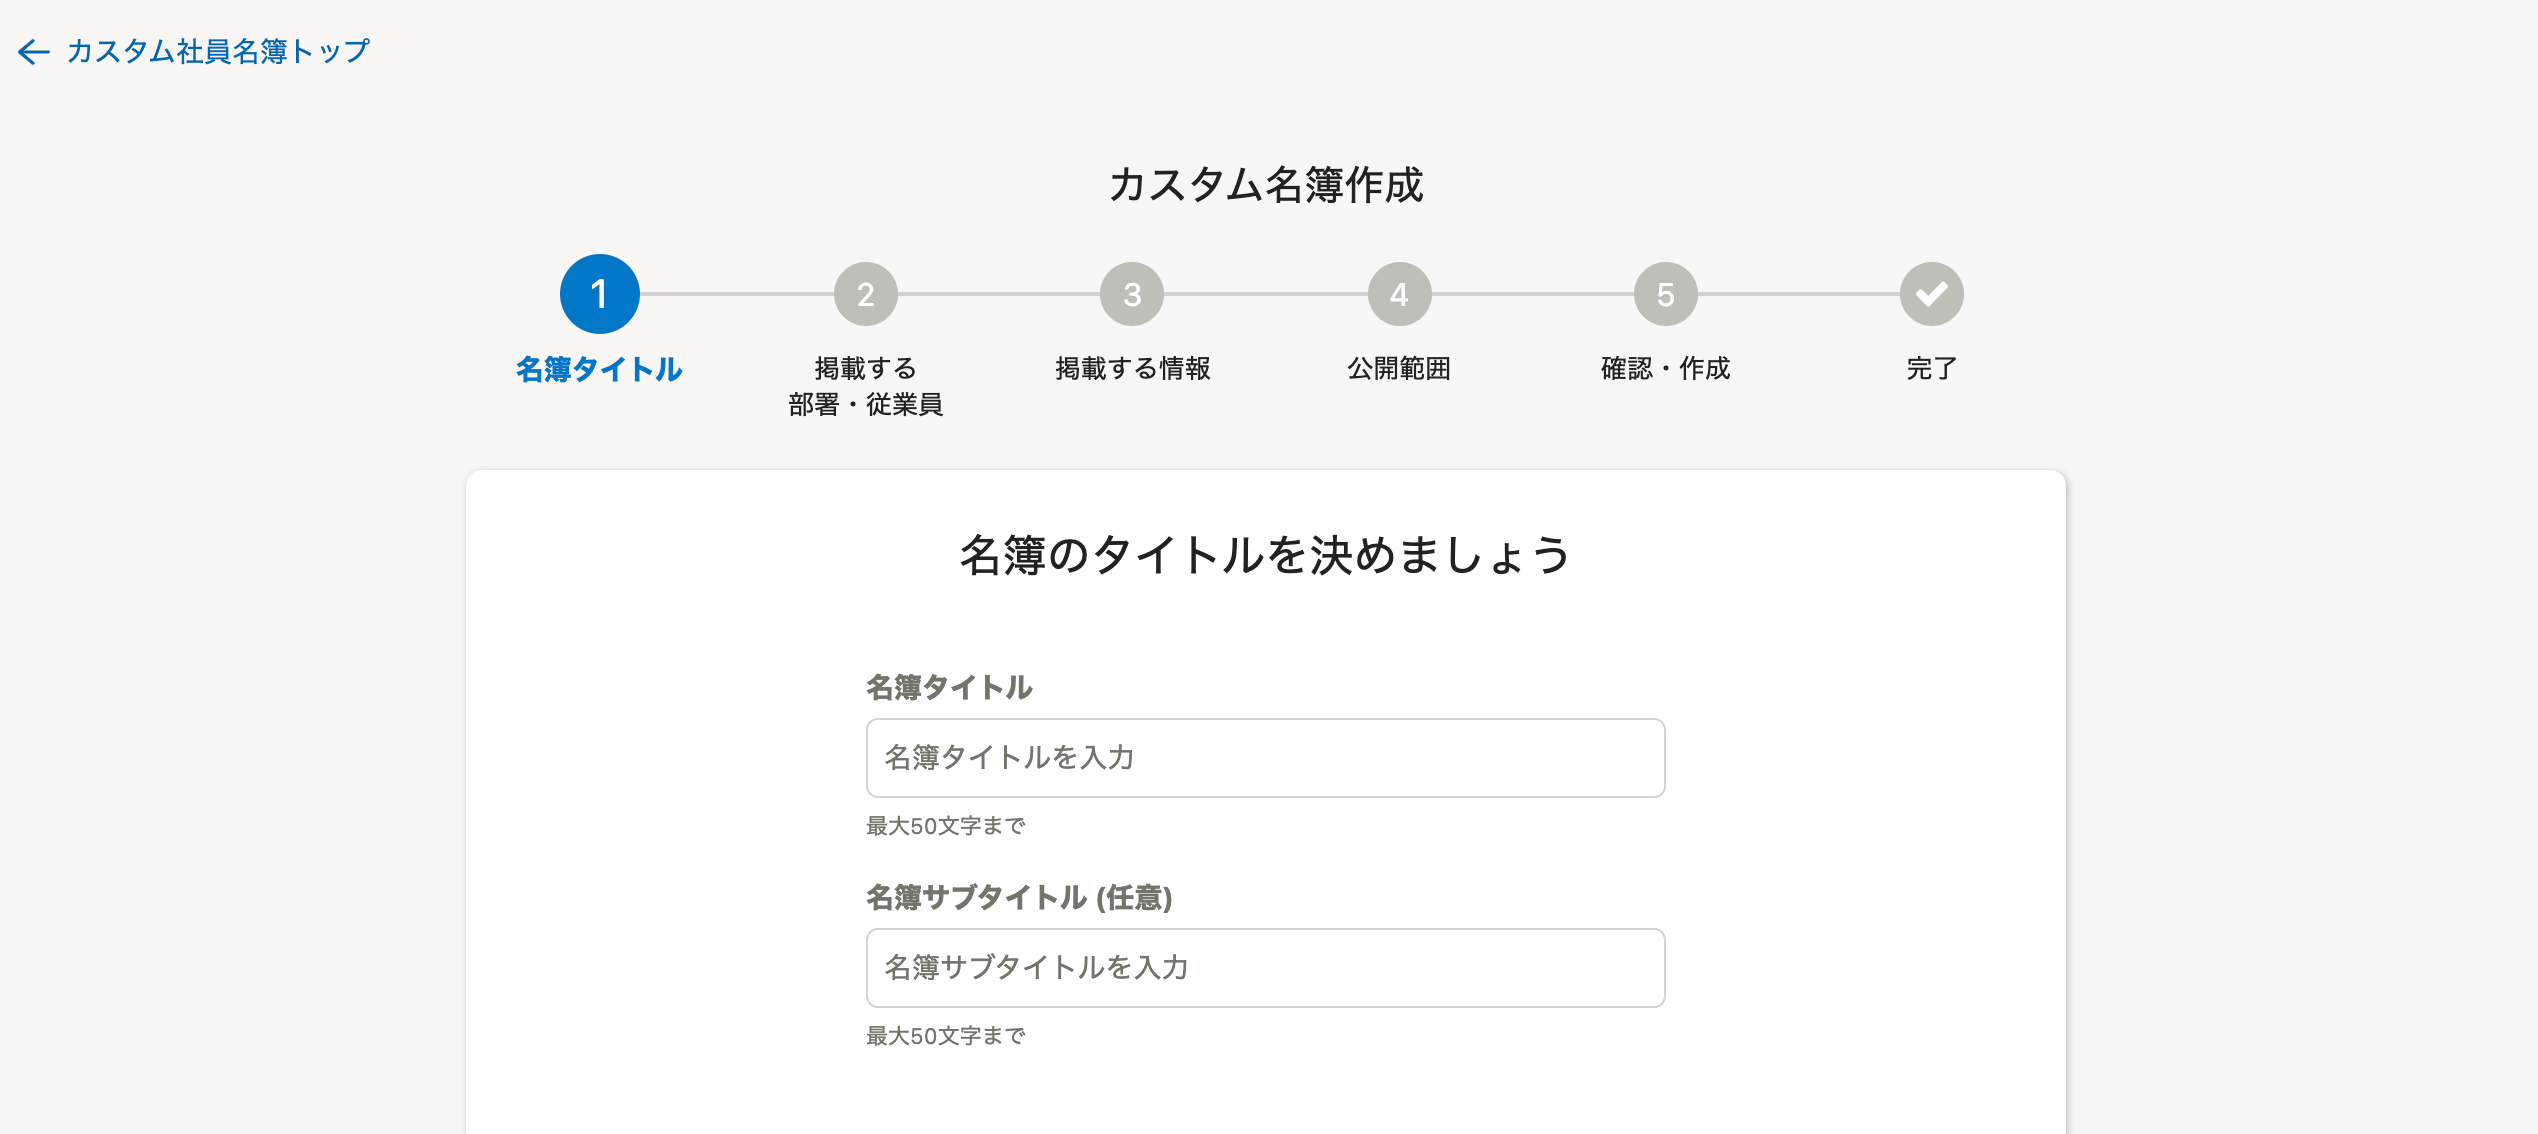 カスタム社員名簿トップ
カスタム名簿作成
1
2
3
4
5
名簿タイトル
掲載する
部署・従業員
掲載する情報
公開範囲
確認・作成
完了
名簿のタイトルを決めましょう
名簿タイトル
名簿タイトルを入力
最大50文字まで
名簿サブタイトル (任意)
名簿サブタイトルを入力
最大50文字まで